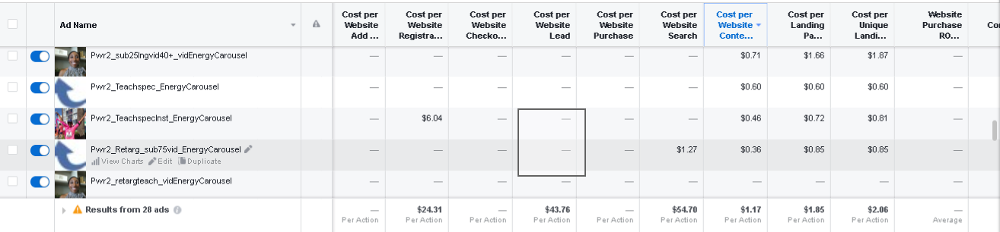 Ad Name
Cost per Website Add ...
Cost per Website Registra...
Cost per Website Checko...
Cost per Website Lead
Cost per Website Purchase
Cost per Website Search
Cost per Website Conte...
Cost per Landing Pa...
Cost per Unique Landi...
Website Purchase RO...
Co
Pwr2_sub25Ingvid40+_vidEnergyCarousel — — — — — — $0.71 $1.66 $1.87 —
Pwr2_Teachspec_EnergyCarousel — — — — — — $0.60 $0.60 $0.60 —
Pwr2_TeachspecInst_EnergyCarousel — $6.04 — — — — $0.46 $0.72 $0.81 —
Pwr2_Retarg_sub75vid_EnergyCarousel — — — — — $1.27 $0.36 $0.85 $0.85 —
View Charts Edit Duplicate
Pwr2_retargteach_vidEnergyCarousel — — — — — — — — — —
Results from 28 ads — $24.31 — $43.76 — $54.70 $1.17 $1.85 $2.06 —
Per Action Per Action Per Action Per Action Per Action Per Action Per Action Per Action Per Action Average